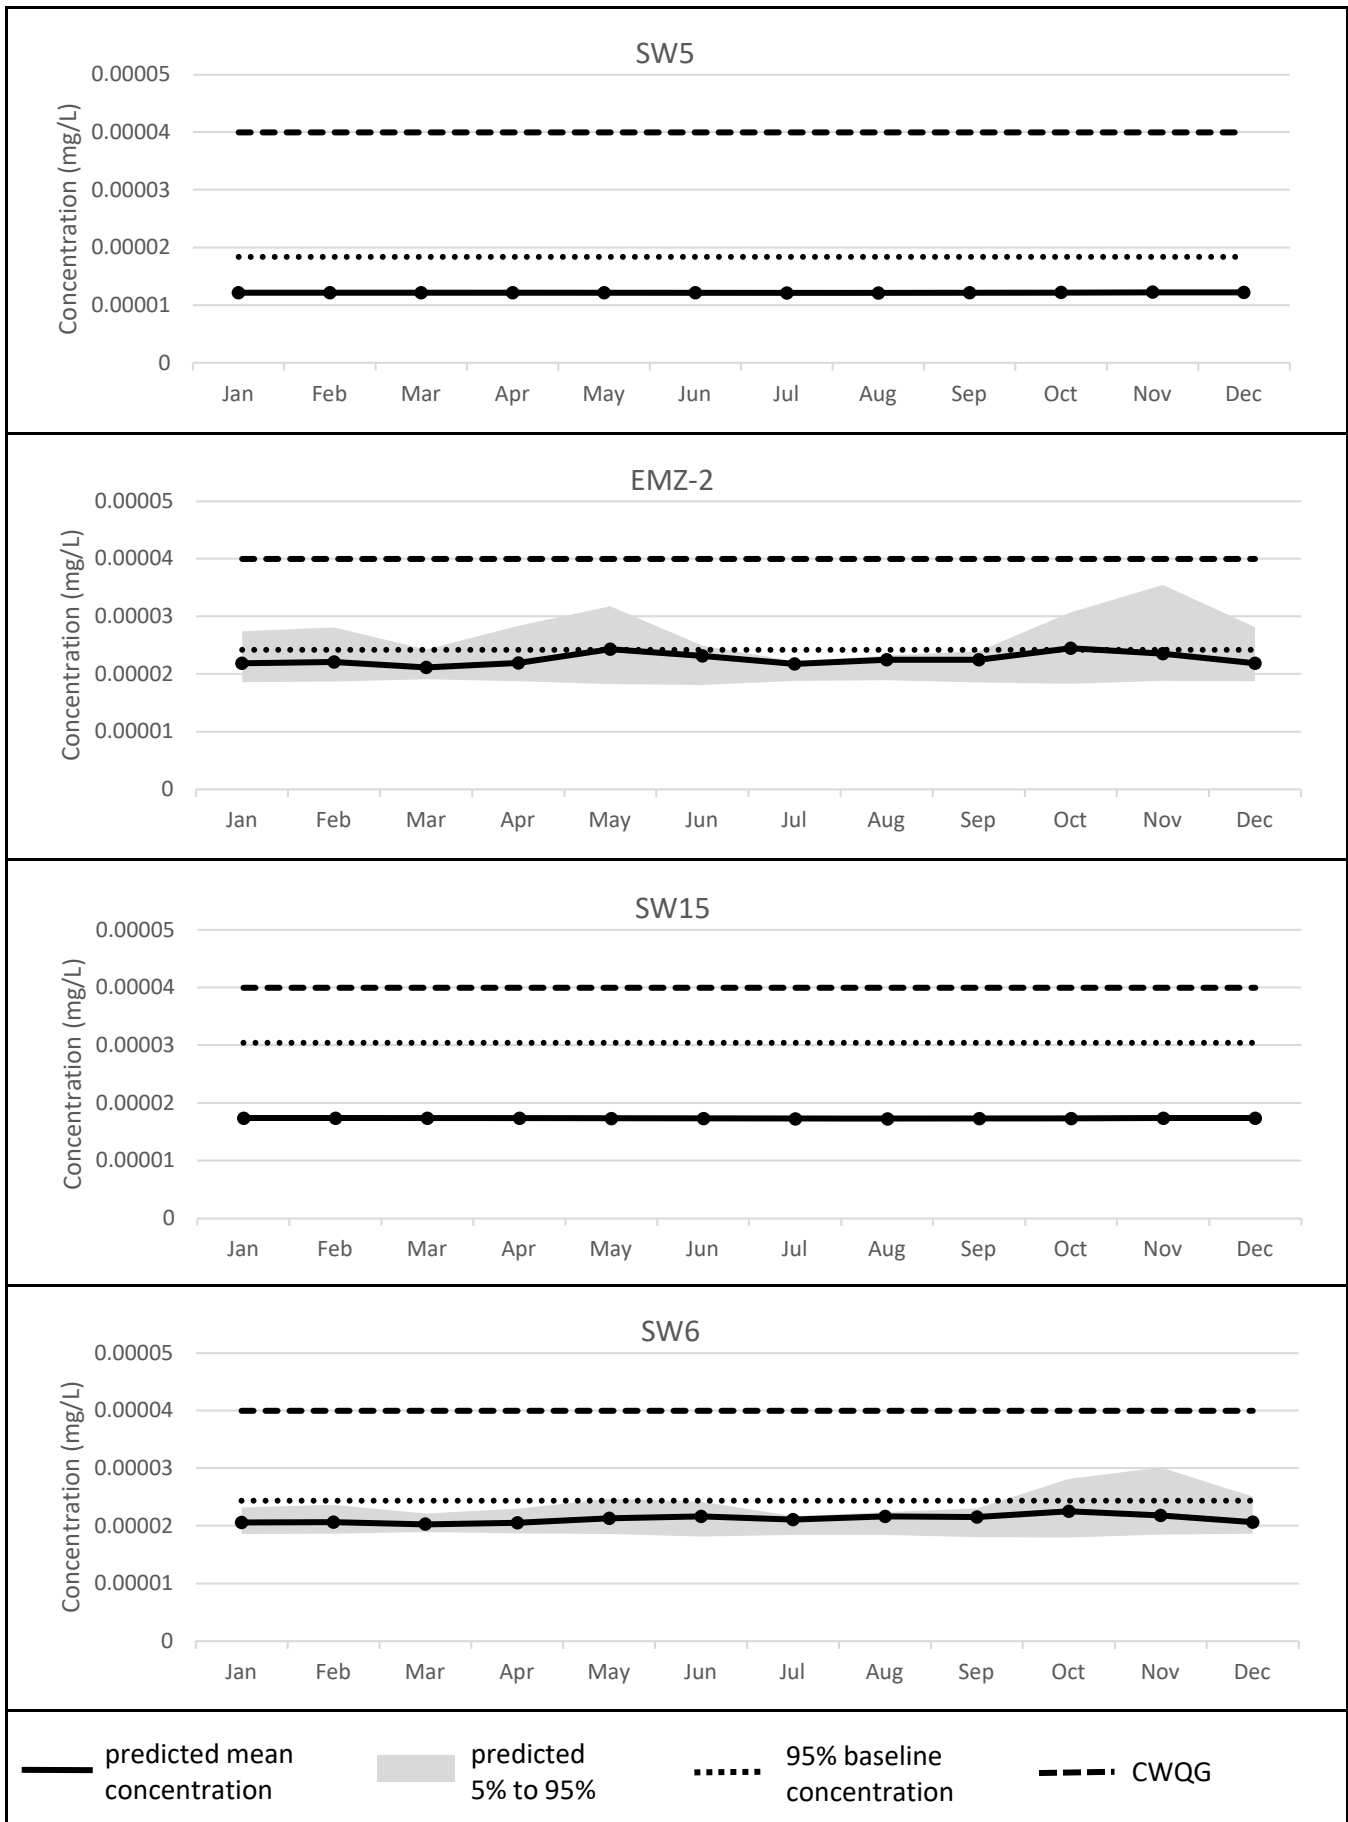 SW5
Concentration (mg/L)
0.00005
0.00004
0.00003
0.00002
0.00001
0
Jan Feb Mar Apr May Jun Jul Aug Sep Oct Nov Dec
EMZ-2
Concentration (mg/L)
0.00005
0.00004
0.00003
0.00002
0.00001
0
Jan Feb Mar Apr May Jun Jul Aug Sep Oct Nov Dec
SW15
Concentration (mg/L)
0.00005
0.00004
0.00003
0.00002
0.00001
0
Jan Feb Mar Apr May Jun Jul Aug Sep Oct Nov Dec
SW6
Concentration (mg/L)
0.00005
0.00004
0.00003
0.00002
0.00001
0
Jan Feb Mar Apr May Jun Jul Aug Sep Oct Nov Dec
predicted mean
concentration
predicted
5% to 95%
95% baseline
concentration
CWQG